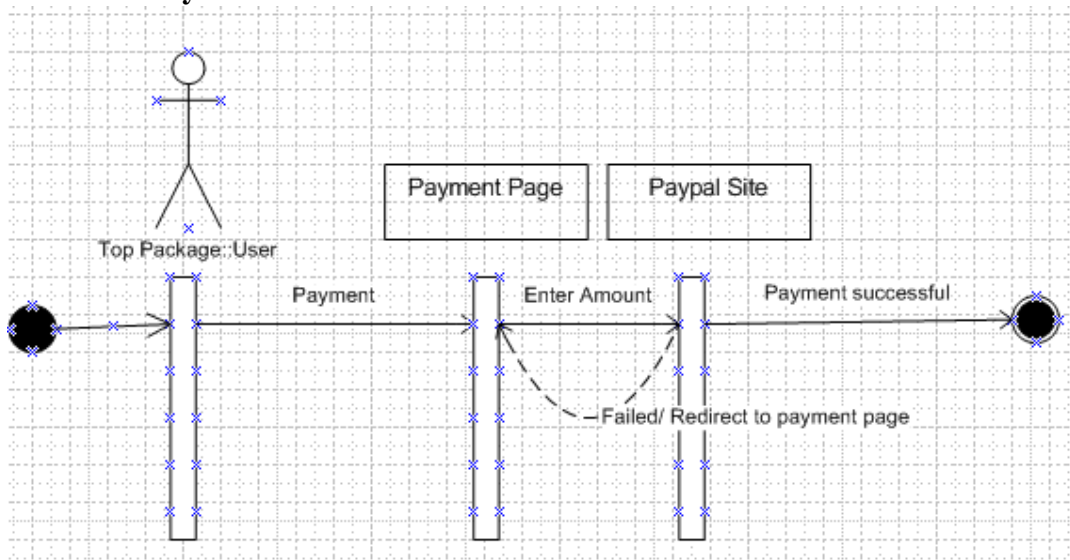 Payment Page
Paypal Site
Top Package::User
Payment
Enter Amount
Payment successful
Failed/ Redirect to payment page